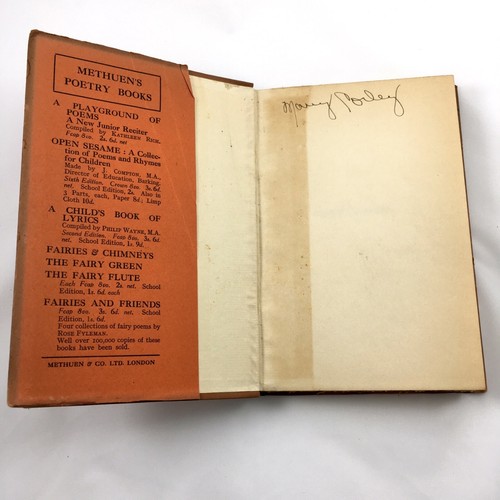 METHUEN'S
POETRY BOOKS
A PLAYGROUND OF
POEMS
A New Junior Reciter
Compiled by KATHLEEN RICH.
Fcap 8vo. 2s. 6d. net
OPEN SESAME: A Collec-
tion of Poems and Rhymes
for Children
Made by J. COMPTON, M.A.,
Director of Education, Barking.
Sixth Edition. Crown 8vo. 3s. 6d.
net. School Edition, 2s. Also in
3 Parts, each, Paper 8d.; Limp
Cloth 10d.
A CHILD'S BOOK OF
LYRICS
Compiled by PHILIP WAYNE, M.A.
Second Edition. Fcap 8vo. 3s. 6d
net. School Edition, 1s. 9d.
FAIRIES & CHIMNEYS
THE FAIRY GREEN
THE FAIRY FLUTE
Each Fcap 8vo. 2s. net. School
Edition, 1s. 6d. each
FAIRIES AND FRIENDS
Fcap 8vo. 3s. 6d. net. School
Edition, 1s. 6d.
Four collections of fairy poems by
ROSE FYLEMAN.
Well over 200,000 copies of these
books have been sold.
METHUEN & CO. LTD. LONDON